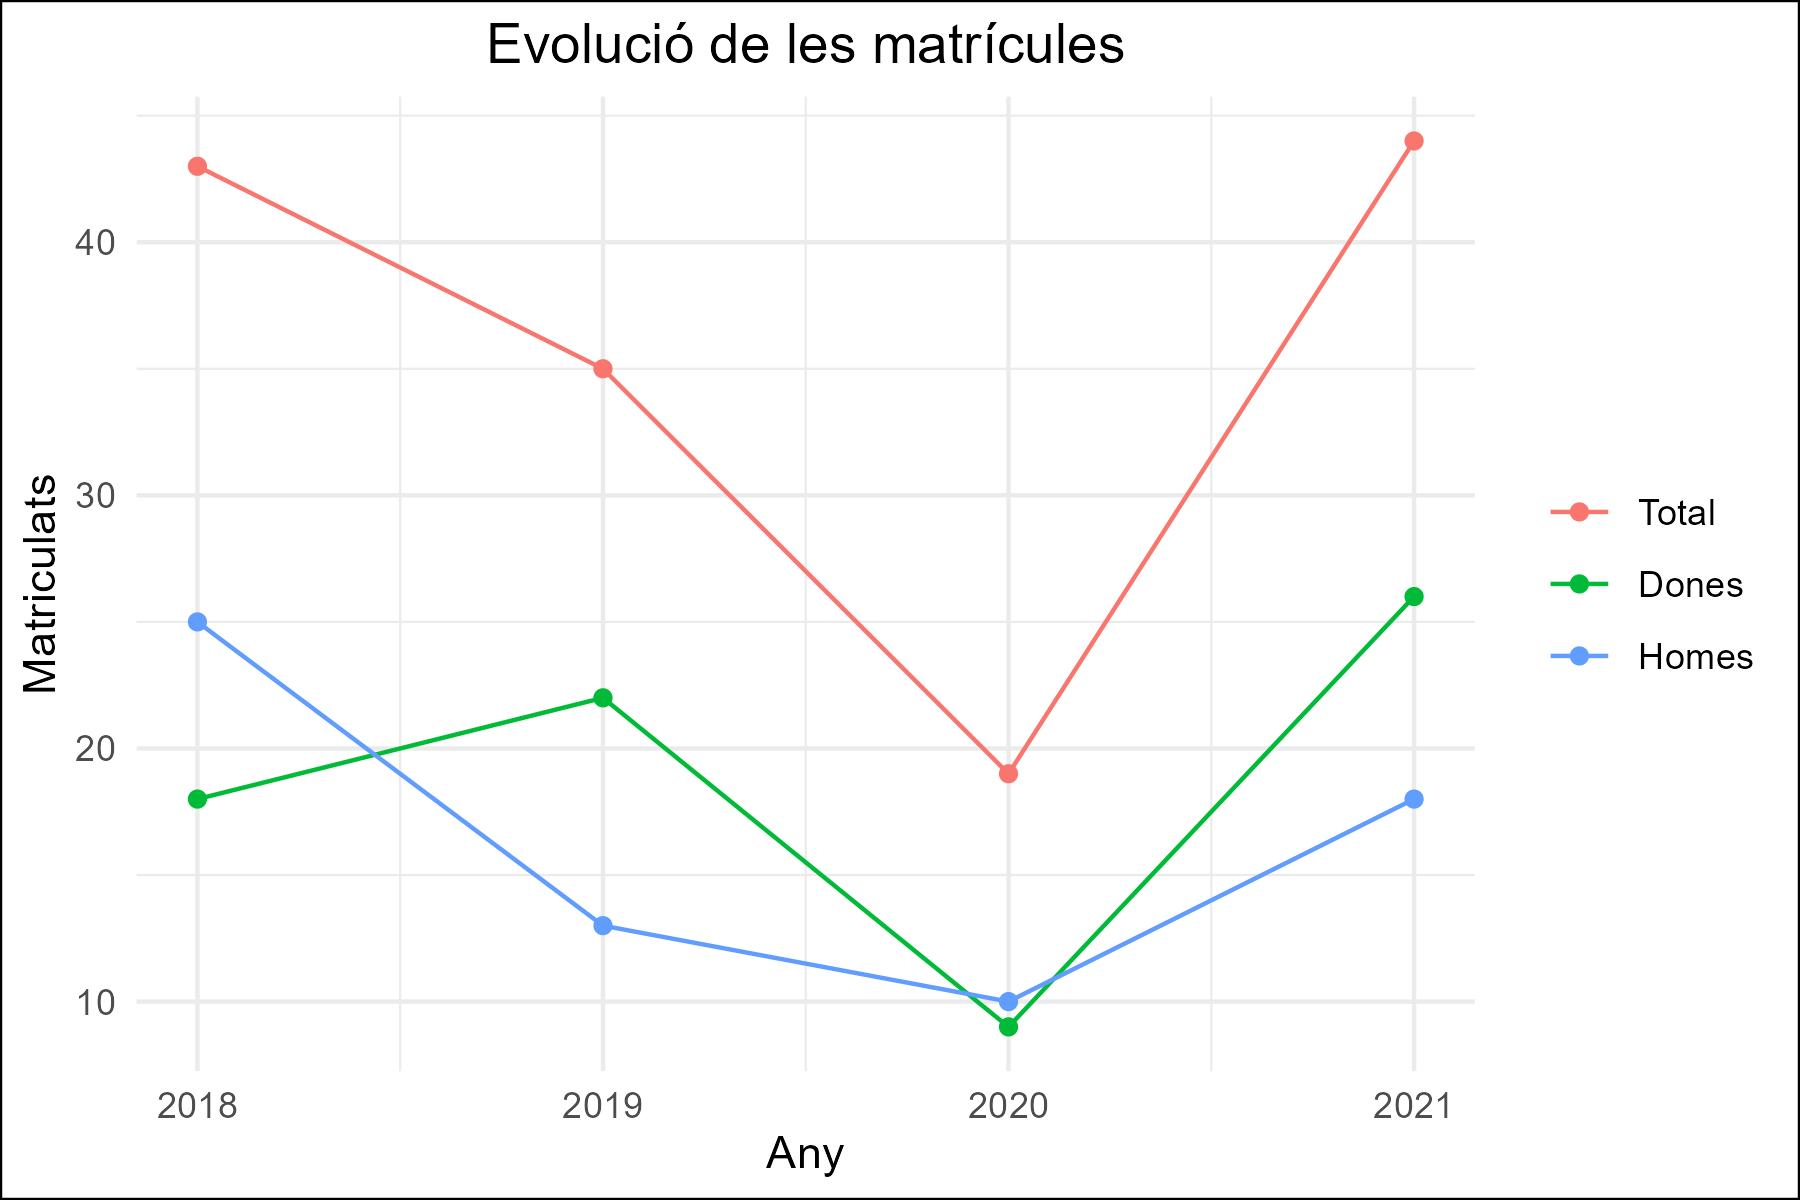 Evolució de les matrícules
Matriculats
40
30
20
10
2018 2019 2020 2021
Any
Total
Dones
Homes